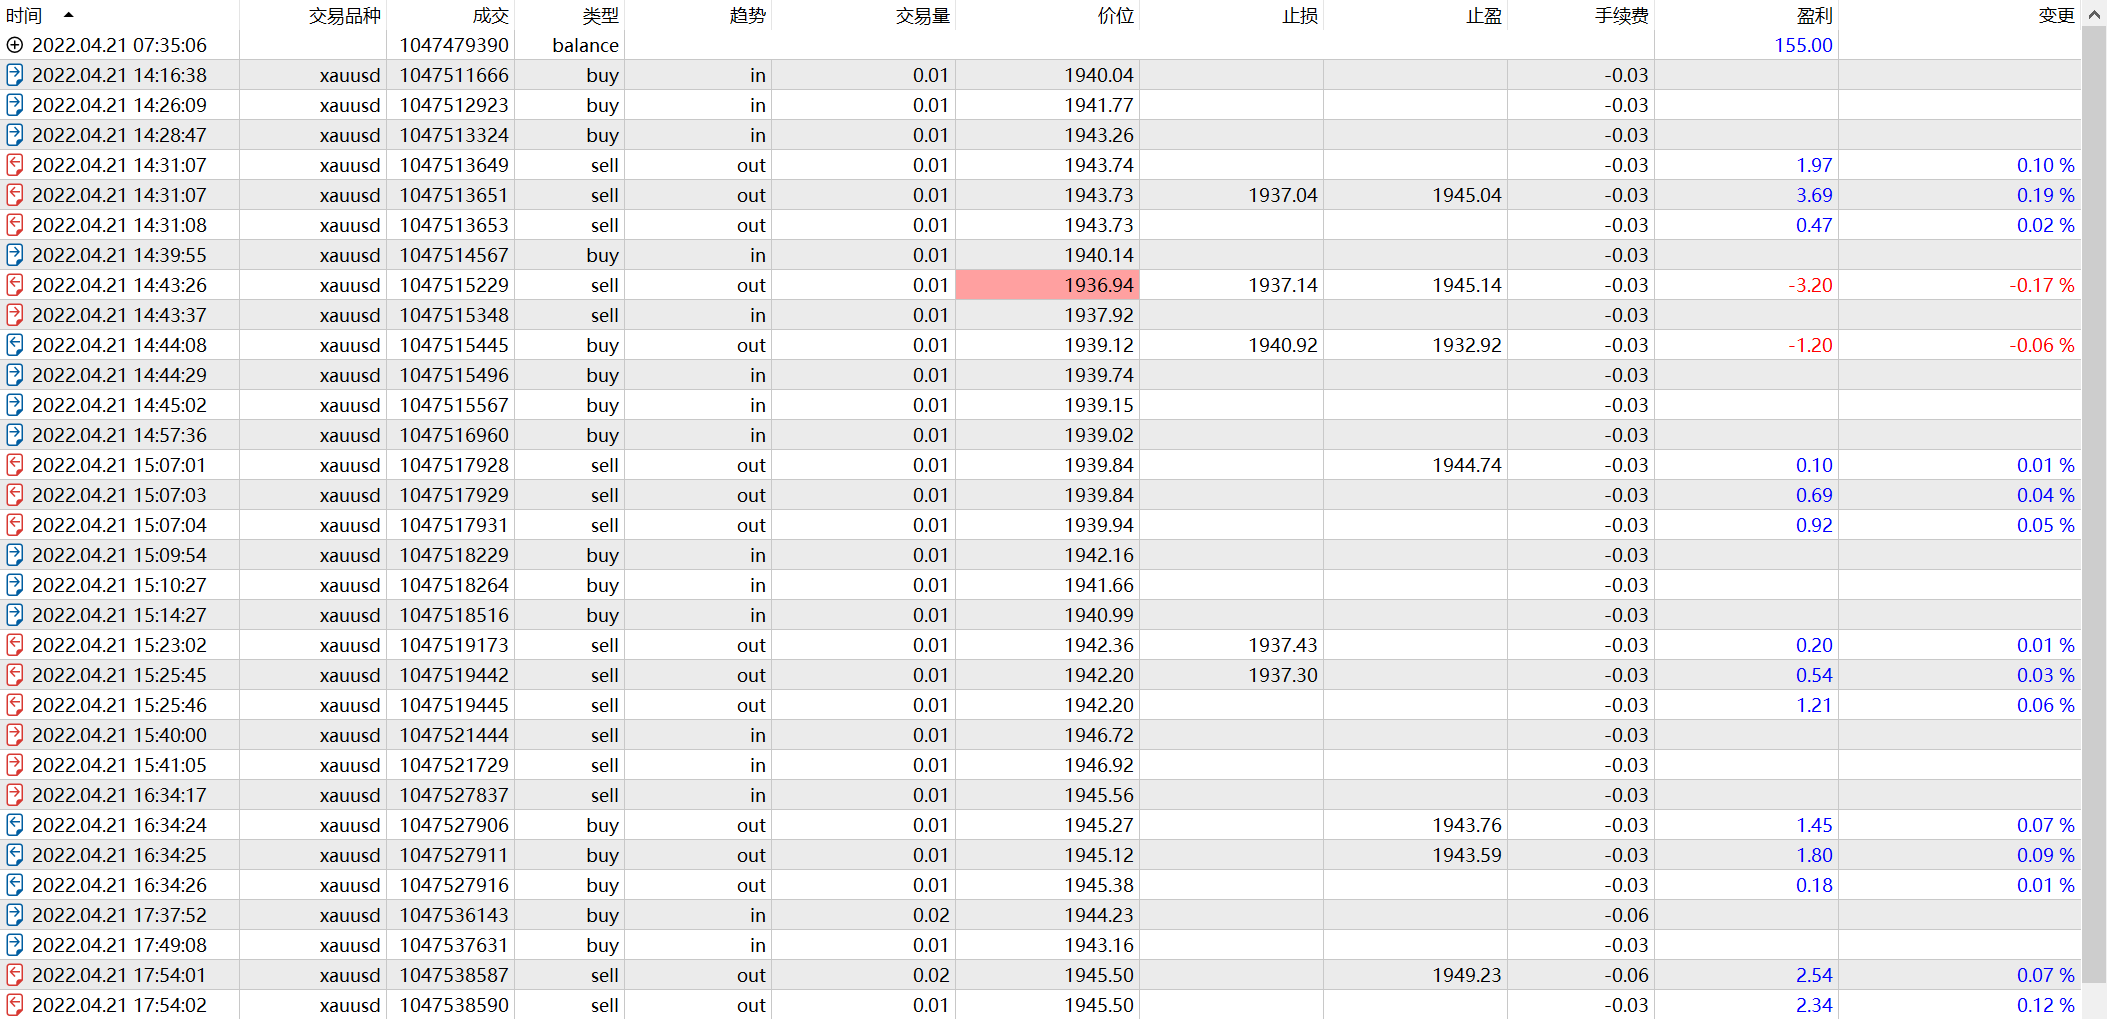 时间 交易品种 成交 类型 趋势 交易量 价位 止损 止盈 手续费 盈利 变更
2022.04.21 07:35:06 1047479390 balance 155.00
2022.04.21 14:16:38 xauusd 1047511666 buy in 0.01 1940.04 -0.03
2022.04.21 14:26:09 xauusd 1047512923 buy in 0.01 1941.77 -0.03
2022.04.21 14:28:47 xauusd 1047513324 buy in 0.01 1943.26 -0.03
2022.04.21 14:31:07 xauusd 1047513649 sell out 0.01 1943.74 -0.03 1.97 0.10 %
2022.04.21 14:31:07 xauusd 1047513651 sell out 0.01 1943.73 1937.04 1945.04 -0.03 3.69 0.19 %
2022.04.21 14:31:08 xauusd 1047513653 sell out 0.01 1943.73 -0.03 0.47 0.02 %
2022.04.21 14:39:55 xauusd 1047514567 buy in 0.01 1940.14 -0.03
2022.04.21 14:43:26 xauusd 1047515229 sell out 0.01 1936.94 1937.14 1945.14 -0.03 -3.20 -0.17 %
2022.04.21 14:43:37 xauusd 1047515348 sell in 0.01 1937.92 -0.03
2022.04.21 14:44:08 xauusd 1047515445 buy out 0.01 1939.12 1940.92 1932.92 -0.03 -1.20 -0.06 %
2022.04.21 14:44:29 xauusd 1047515496 buy in 0.01 1939.74 -0.03
2022.04.21 14:45:02 xauusd 1047515567 buy in 0.01 1939.15 -0.03
2022.04.21 14:57:36 xauusd 1047516960 buy in 0.01 1939.02 -0.03
2022.04.21 15:07:01 xauusd 1047517928 sell out 0.01 1939.84 1944.74 -0.03 0.10 0.01 %
2022.04.21 15:07:03 xauusd 1047517929 sell out 0.01 1939.84 -0.03 0.69 0.04 %
2022.04.21 15:07:04 xauusd 1047517931 sell out 0.01 1939.94 -0.03 0.92 0.05 %
2022.04.21 15:09:54 xauusd 1047518229 buy in 0.01 1942.16 -0.03
2022.04.21 15:10:27 xauusd 1047518264 buy in 0.01 1941.66 -0.03
2022.04.21 15:14:27 xauusd 1047518516 buy in 0.01 1940.99 -0.03
2022.04.21 15:23:02 xauusd 1047519173 sell out 0.01 1942.36 1937.43 -0.03 0.20 0.01 %
2022.04.21 15:25:45 xauusd 1047519442 sell out 0.01 1942.20 1937.30 -0.03 0.54 0.03 %
2022.04.21 15:25:46 xauusd 1047519445 sell out 0.01 1942.20 -0.03 1.21 0.06 %
2022.04.21 15:40:00 xauusd 1047521444 sell in 0.01 1946.72 -0.03
2022.04.21 15:41:05 xauusd 1047521729 sell in 0.01 1946.92 -0.03
2022.04.21 16:34:17 xauusd 1047527837 sell in 0.01 1945.56 -0.03
2022.04.21 16:34:24 xauusd 1047527906 buy out 0.01 1945.27 1943.76 -0.03 1.45 0.07 %
2022.04.21 16:34:25 xauusd 1047527911 buy out 0.01 1945.12 1943.59 -0.03 1.80 0.09 %
2022.04.21 16:34:26 xauusd 1047527916 buy out 0.01 1945.38 -0.03 0.18 0.01 %
2022.04.21 17:37:52 xauusd 1047536143 buy in 0.02 1944.23 -0.06
2022.04.21 17:49:08 xauusd 1047537631 buy in 0.01 1943.16 -0.03
2022.04.21 17:54:01 xauusd 1047538587 sell out 0.02 1945.50 1949.23 -0.06 2.54 0.07 %
2022.04.21 17:54:02 xauusd 1047538590 sell out 0.01 1945.50 -0.03 2.34 0.12 %